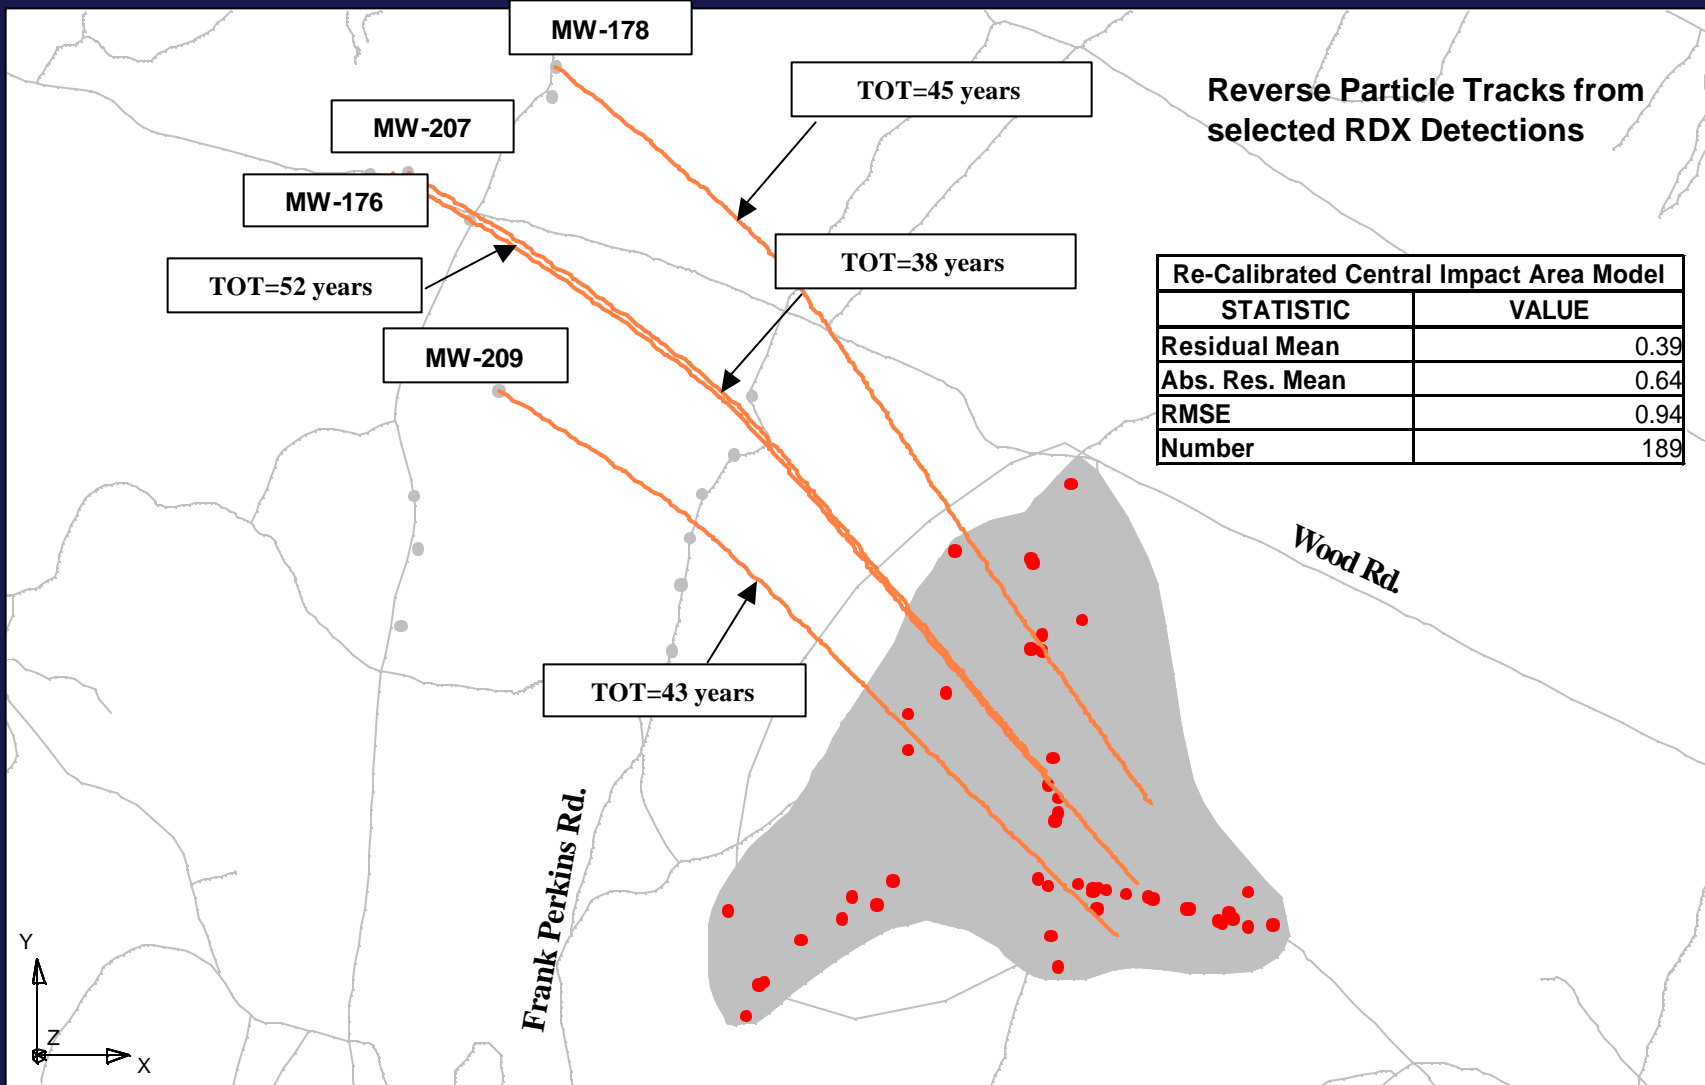 MW-178
TOT=45 years
Reverse Particle Tracks from
selected RDX Detections
MW-207
MW-176
TOT=38 years
TOT=52 years
Re-Calibrated Central Impact Area Model
STATISTIC VALUE
Residual Mean 0.39
Abs. Res. Mean 0.64
RMSE 0.94
Number 189
MW-209
Wood Rd.
TOT=43 years
Frank Perkins Rd.
Y
Z
X